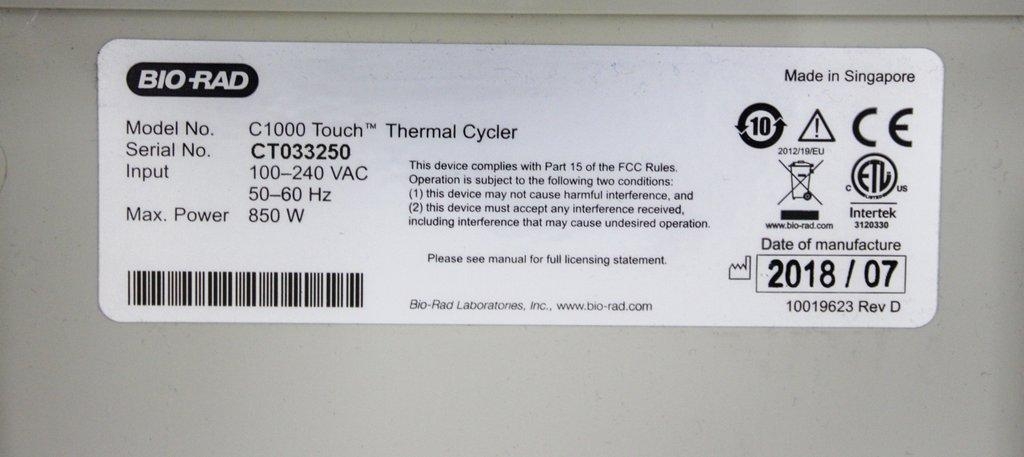 BIO-RAD
Made in Singapore
Model No. C1000 Touch™ Thermal Cycler
Serial No. CT033250
Input 100–240 VAC
50–60 Hz
Max. Power 850 W
This device complies with Part 15 of the FCC Rules.
Operation is subject to the following two conditions:
(1) this device may not cause harmful interference, and
(2) this device must accept any interference received,
including interference that may cause undesired operation.
Please see manual for full licensing statement.
Bio-Rad Laboratories, Inc., www.bio-rad.com
10
CE
2012/19/EU
www.bio-rad.com
C ETL US
Intertek
3120330
Date of manufacture
2018 / 07
10019623 Rev D